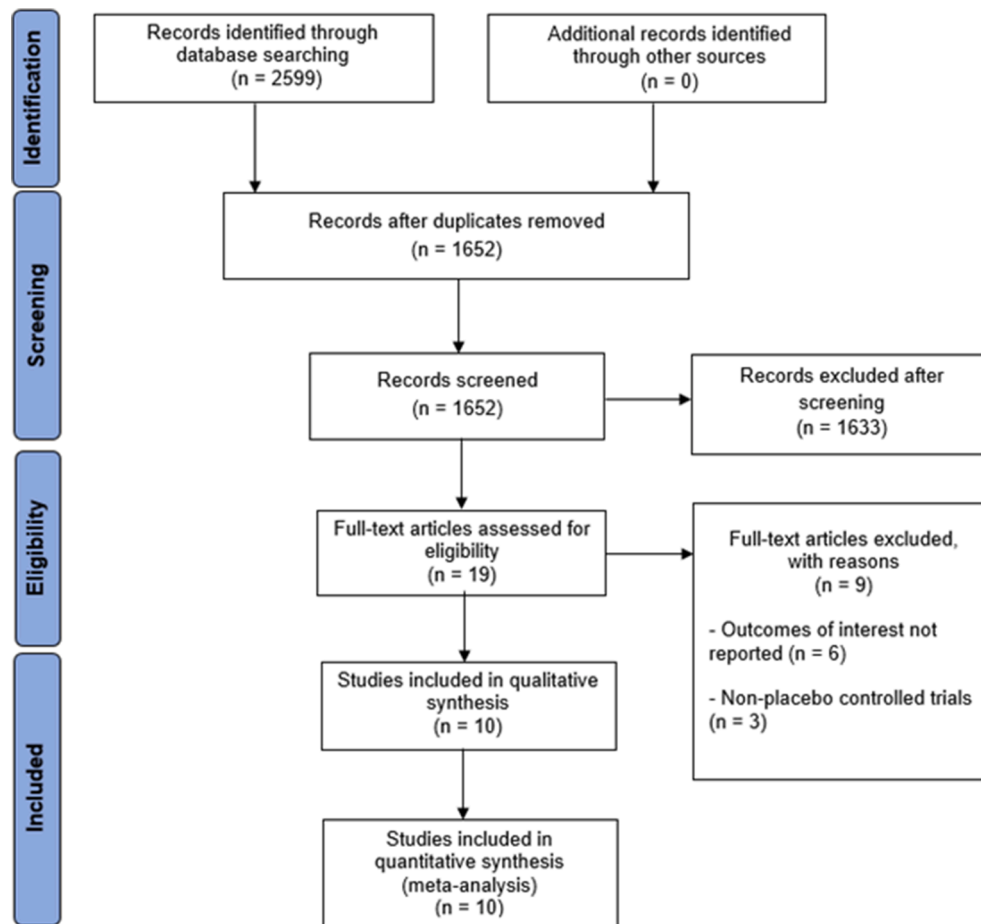 Identification
Records identified through
database searching
(n = 2599)
Additional records identified
through other sources
(n = 0)
Screening
Records after duplicates removed
(n = 1652)
Records screened
(n = 1652)
Records excluded after
screening
(n = 1633)
Eligibility
Full-text articles assessed for
eligibility
(n = 19)
Full-text articles excluded,
with reasons
(n = 9)
- Outcomes of interest not
reported (n = 6)
- Non-placebo controlled trials
(n = 3)
Included
Studies included in qualitative
synthesis
(n = 10)
Studies included in
quantitative synthesis
(meta-analysis)
(n = 10)